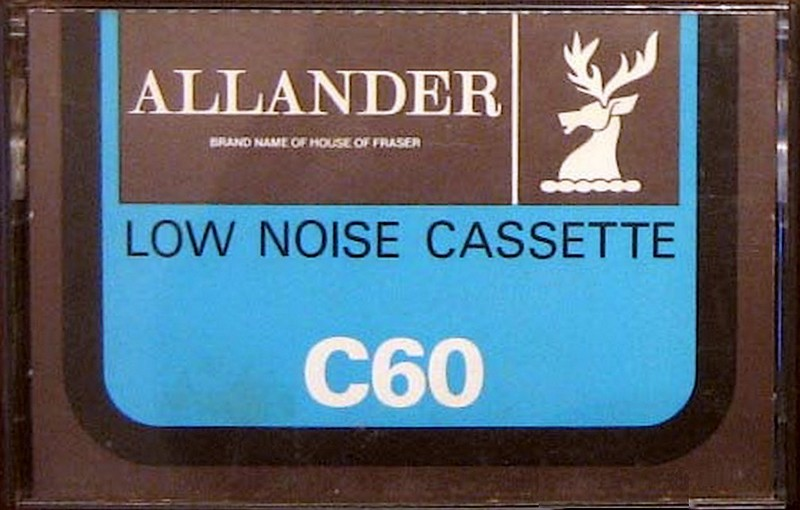 ALLANDER
BRAND NAME OF HOUSE OF FRASER
LOW NOISE CASSETTE
C60